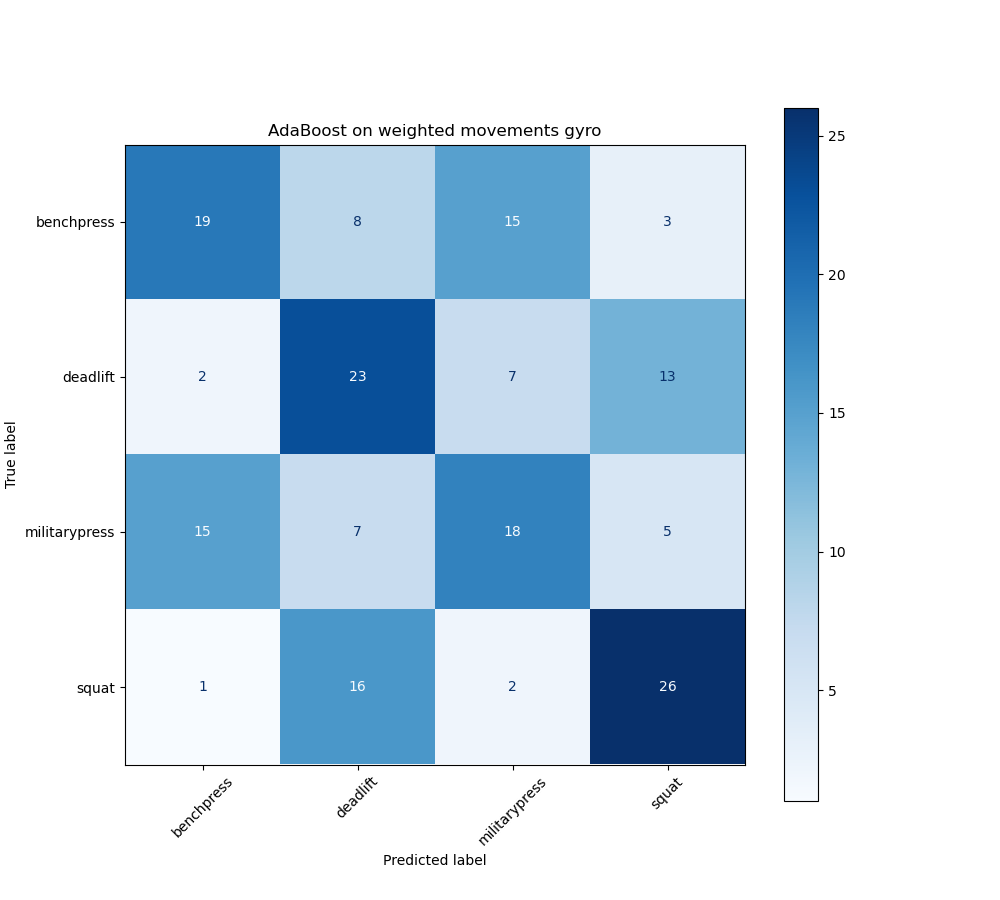 AdaBoost on weighted movements gyro
True label
benchpress 19 8 15 3
deadlift 2 23 7 13
militarypress 15 7 18 5
squat 1 16 2 26
benchpress deadlift militarypress squat
Predicted label
25
20
15
10
5